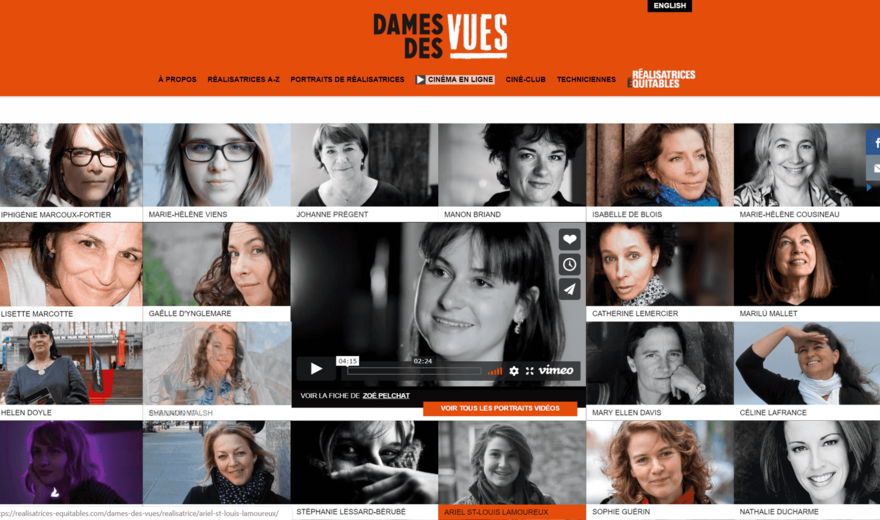 ENGLISH
DAMES
DES
VUES
À PROPOS
RÉALISATRICES A-Z
PORTRAITS DE RÉALISATRICES
CINÉMA EN LIGNE
CINÉ-CLUB
TECHNICIENNES
RÉALISATRICES
ÉQUITABLES
IPHIGÉNIE MARCOUX-FORTIER
MARIE-HÉLÈNE VIENS
JOHANNE PRÉGENT
MANON BRIAND
ISABELLE DE BLOIS
MARIE-HÉLÈNE COUSINEAU
LISETTE MARCOTTE
GAËLLE D'YNGLEMARE
04:15
02:24
vimeo
CATHERINE LEMERCIER
MARILÚ MALLET
VOIR LA FICHE DE ZOÉ PELCHAT
VOIR TOUS LES PORTRAITS VIDÉOS
HELEN DOYLE
WALSH
MARY ELLEN DAVIS
CÉLINE LAFRANCE
ps://realisatrices-equitables.com/dames-des-vues/realisatrice/ariel-st-louis-lamoureux/
STÉPHANIE LESSARD-BÉRUBÉ
ARIEL ST-LOUIS LAMOUREUX
SOPHIE GUÉRIN
NATHALIE DUCHARME